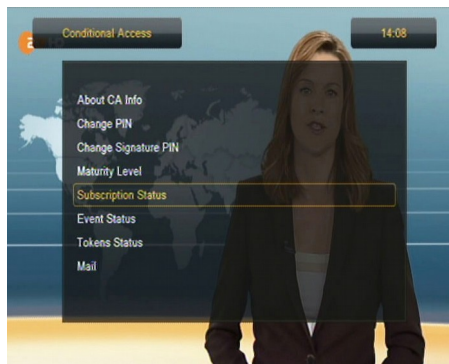 Conditional Access
14:08
About CA Info
Change PIN
Change Signature PIN
Maturity Level
Subscription Status
Event Status
Tokens Status
Mail